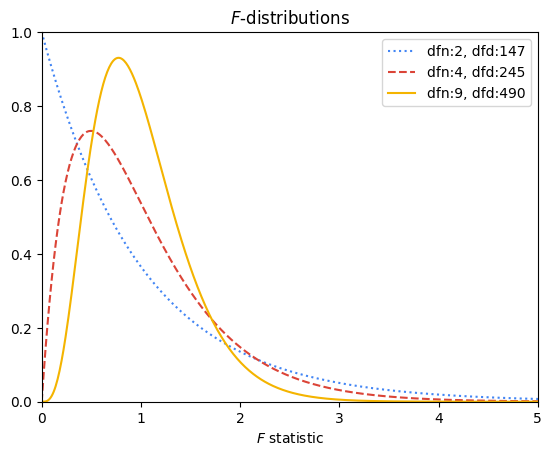 F-distributions
1.0
0.8
0.6
0.4
0.2
0.0
dfn:2, dfd:147
dfn:4, dfd:245
dfn:9, dfd:490
0 1 2 3 4 5
F statistic